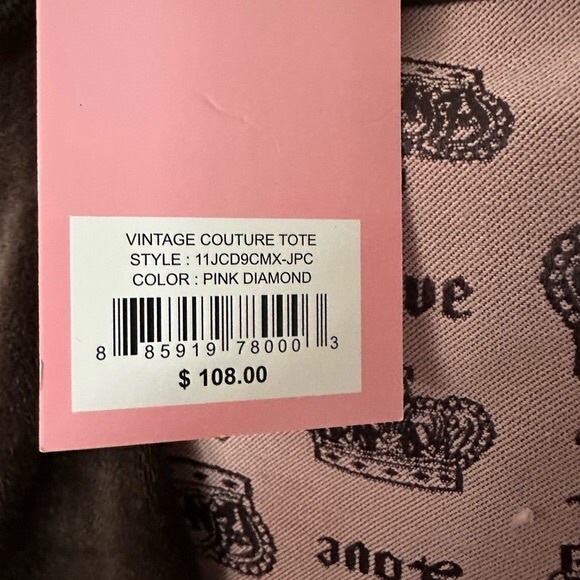 VINTAGE COUTURE TOTE
STYLE : 11JCD9CMX-JPC
COLOR : PINK DIAMOND
8 85919 78000 3
$ 108.00